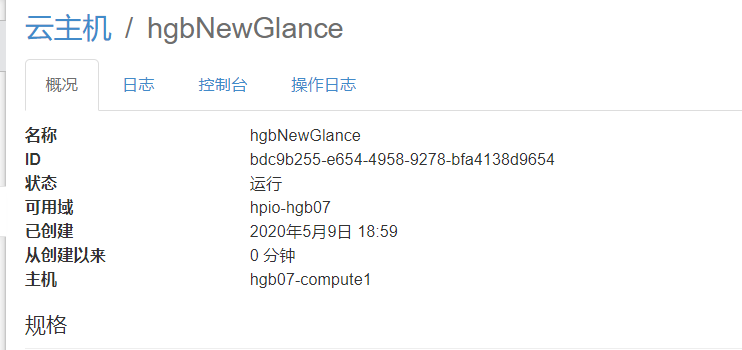 云主机 / hgbNewGlance
概况 日志 控制台 操作日志
名称 hgbNewGlance
ID bdc9b255-e654-4958-9278-bfa4138d9654
状态 运行
可用域 hpio-hgb07
已创建 2020年5月9日 18:59
从创建以来 0 分钟
主机 hgb07-compute1
规格